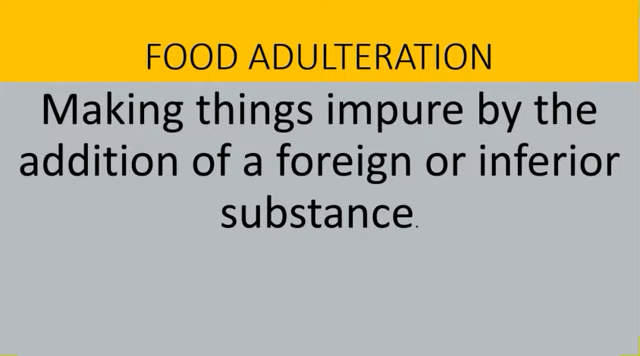 FOOD ADULTERATION
Making things impure by the
addition of a foreign or inferior
substance.